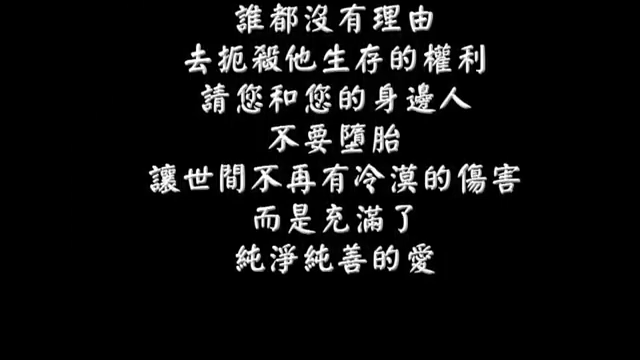 誰都沒有理由
去扼殺他生存的權利
請您和您的身邊人
不要墮胎
讓世間不再有冷漠的傷害
而是充滿了
純淨純善的愛